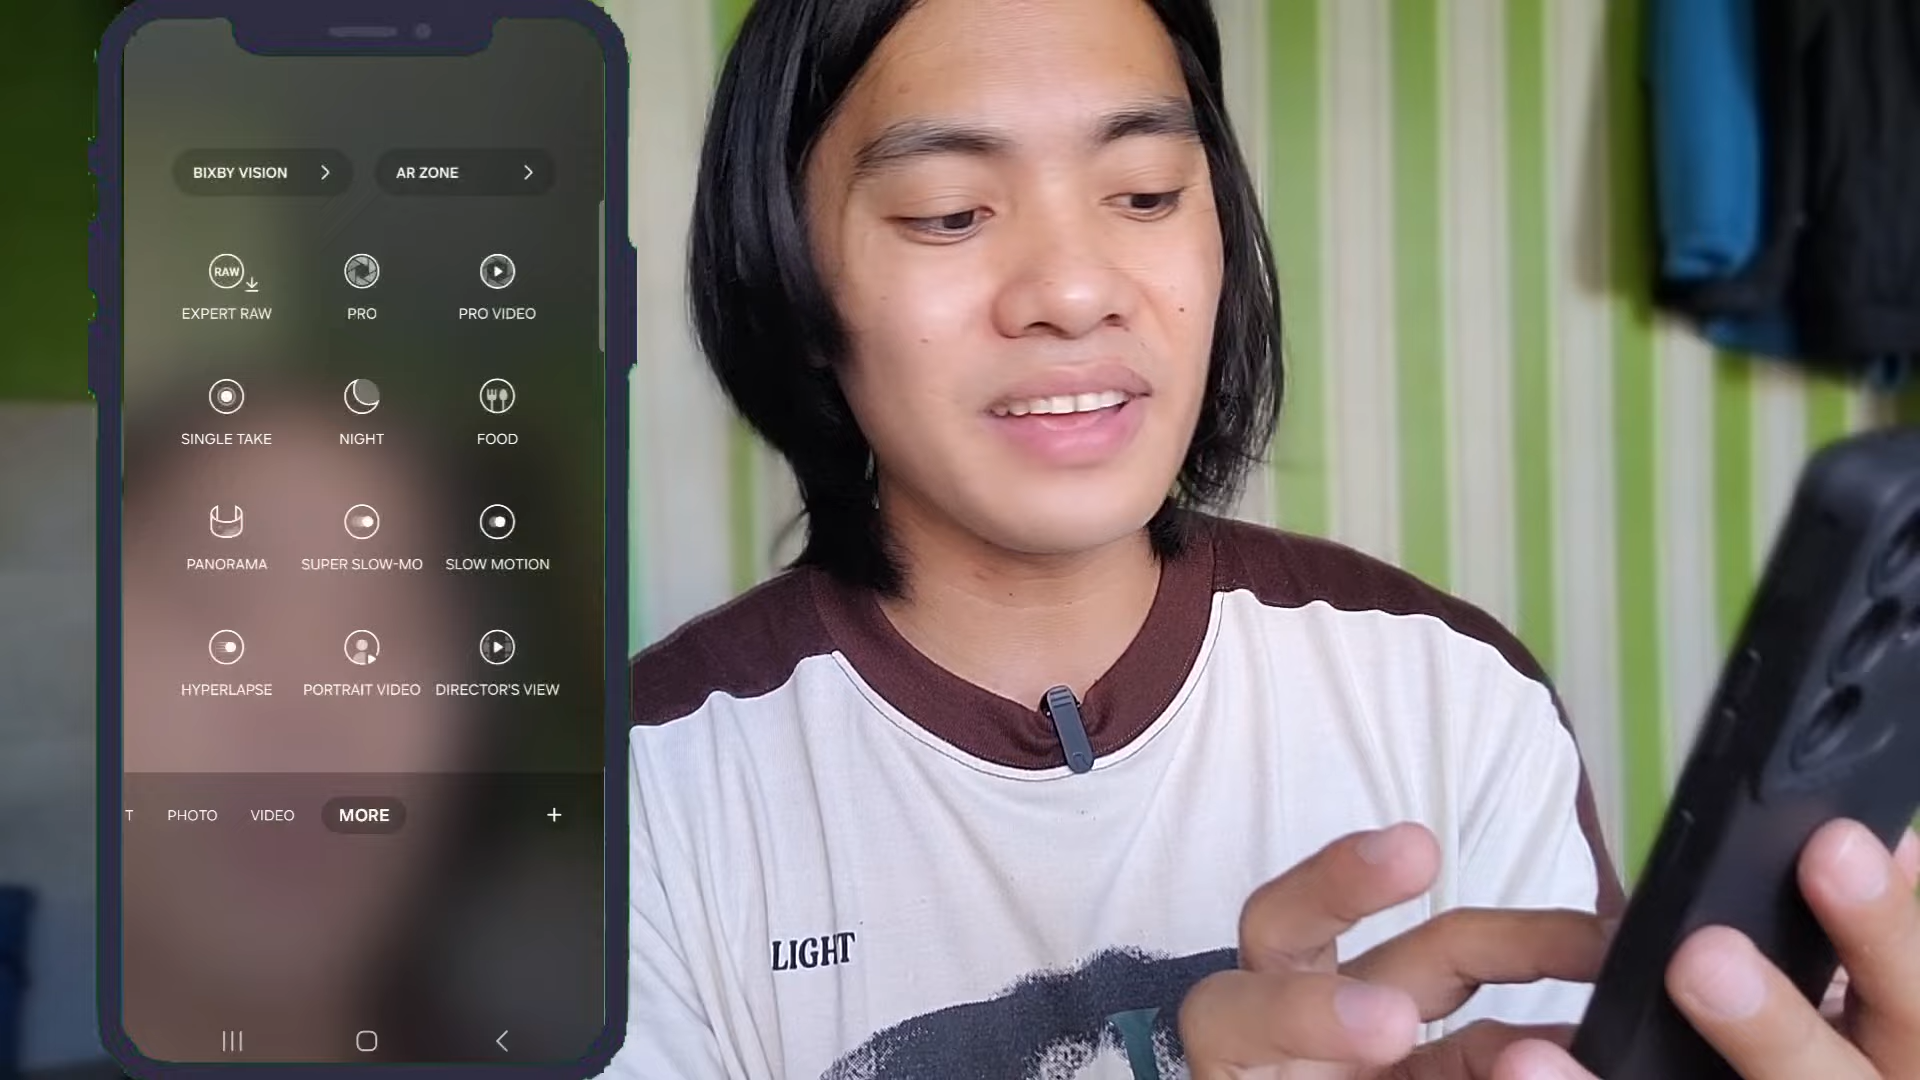 BIXBY VISION
AR ZONE
RAW
EXPERT RAW
PRO
PRO VIDEO
SINGLE TAKE
NIGHT
FOOD
PANORAMA
SUPER SLOW-MO
SLOW MOTION
HYPERLAPSE
PORTRAIT VIDEO
DIRECTOR'S VIEW
T
PHOTO
VIDEO
MORE
LIGHT